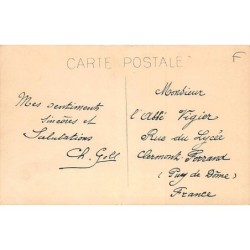 F
CARTE POSTALE
Mes sentiments
sincères et
Salutations
Ch. Gold
Monsieur
l'Abbé Vigier
Rue du Lycée
Clermont Ferrand
(Puy de Dôme)
France